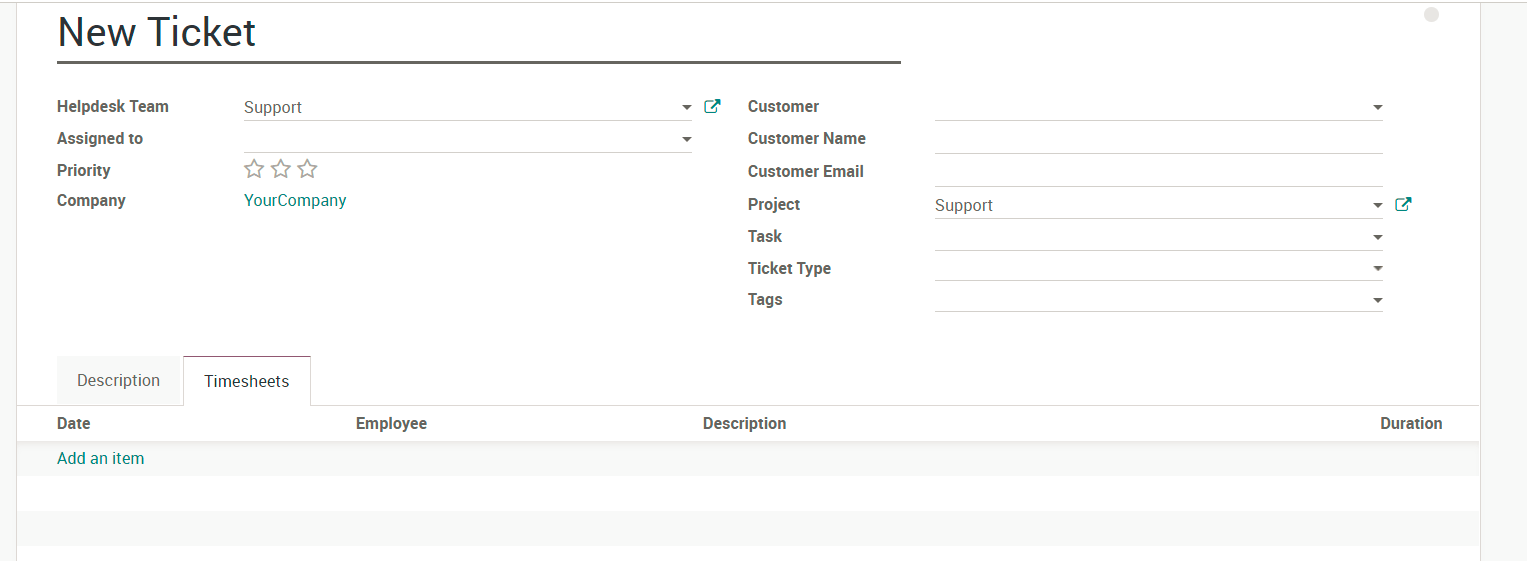 New Ticket
Helpdesk Team Support
Assigned to
Priority
Company YourCompany
Customer
Customer Name
Customer Email
Project Support
Task
Ticket Type
Tags
Description Timesheets
Date Employee Description Duration
Add an item